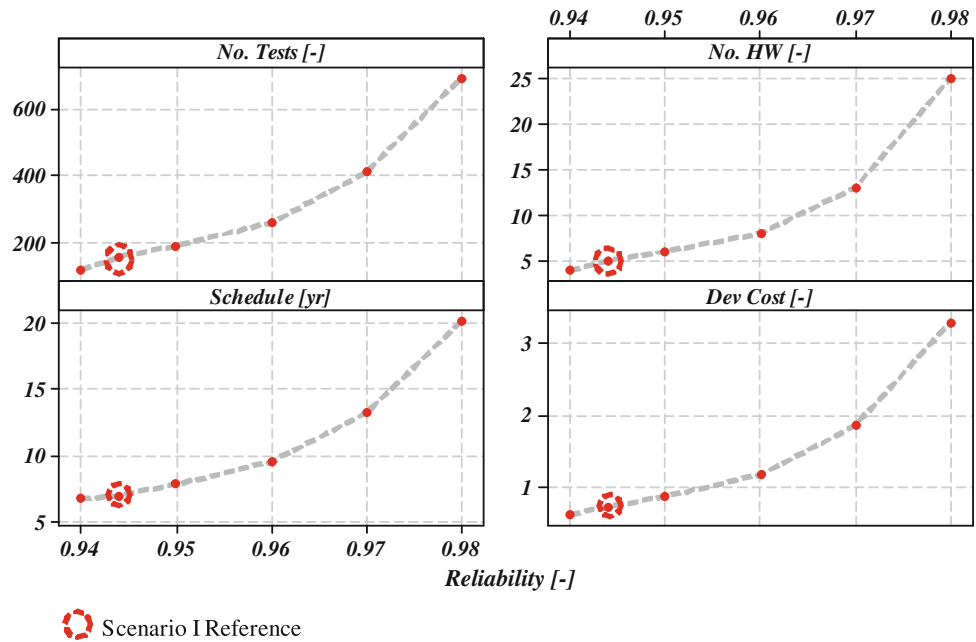 0.94 0.95 0.96 0.97 0.98
No. Tests [-] No. HW [-]
600
400
200
25
20
15
10
5
Schedule [yr] Dev Cost [-]
20
15
10
5
3
2
1
0.94 0.95 0.96 0.97 0.98
Reliability [-]
Scenario I Reference